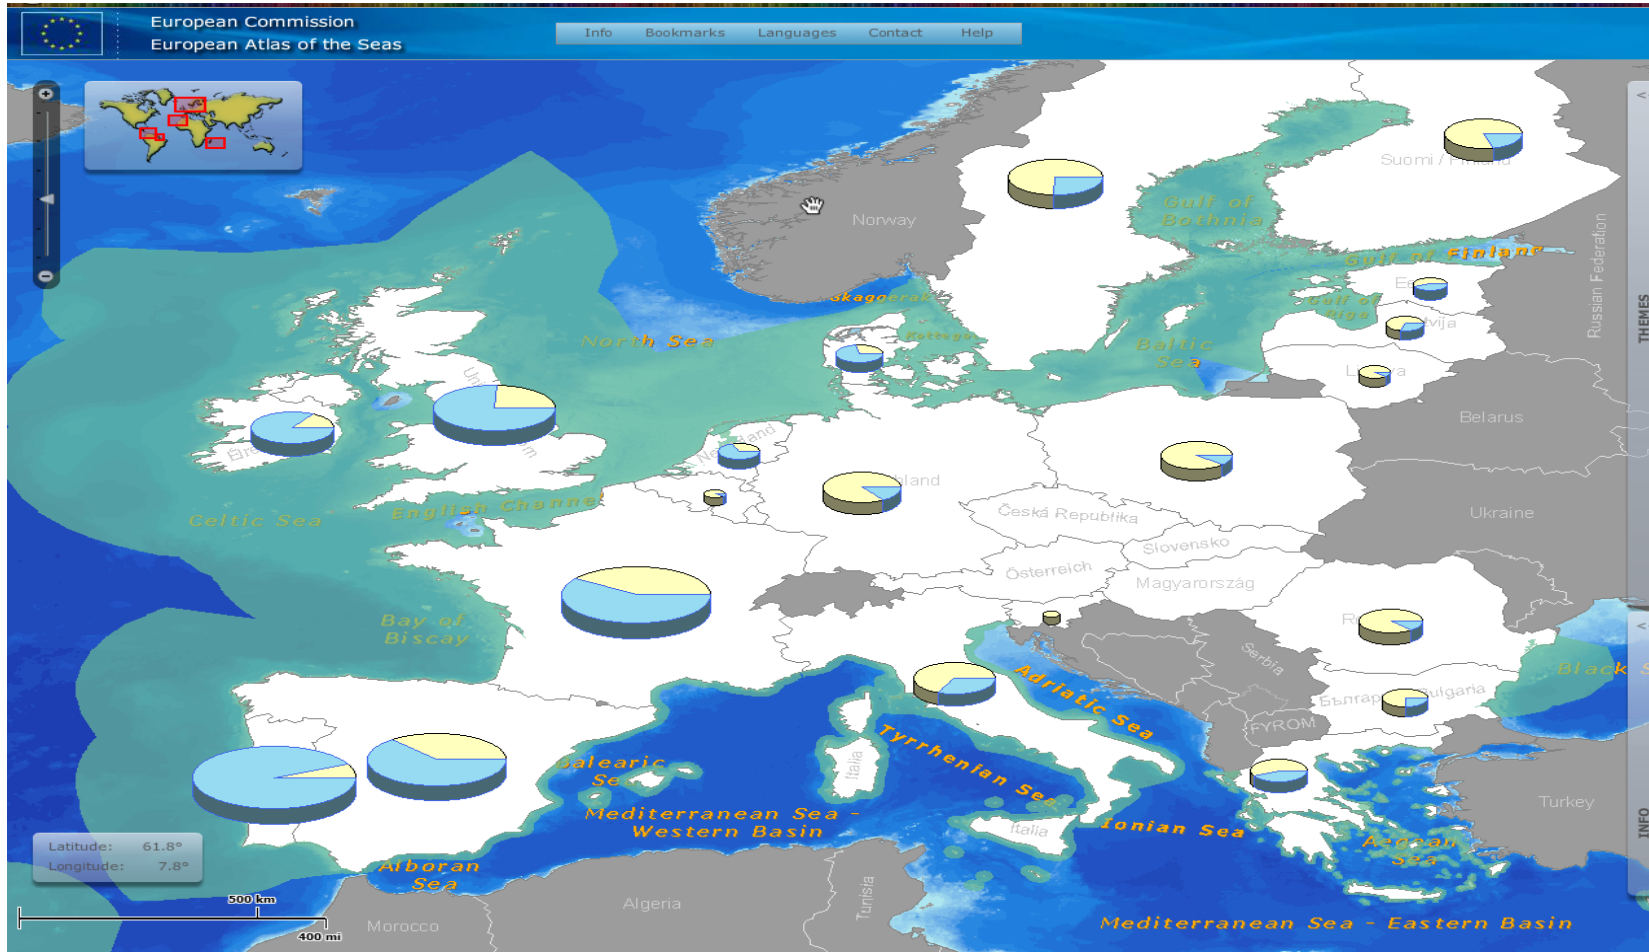 European Commission
European Atlas of the Seas
Info Bookmarks Languages Contact Help
Suomi /
Norway
Gulf of
Bothnia
Gulf of Finland
Russian Federation
Skagerrak
Gulf of
Riga
THEMES
North Sea
Kattegat
Baltic
Sea
Belarus
Celtic Sea
English Channel
Česká Republika
Ukraine
Slovensko
Österreich
Magyarország
Bay of
Biscay
Serbia
Black
Adriatic Sea
Bulgaria
FYROM
Tyrrhenian Sea
Balearic
Italia
Turkey
INFO
Mediterranean Sea -
Western Basin
Italia
Ionian Sea
Aegean
Sea
Latitude: 61.8°
Longitude: 7.8°
Alboran
Sea
500 km
400 mi
Morocco
Algeria
Tunisia
Mediterranean Sea - Eastern Basin